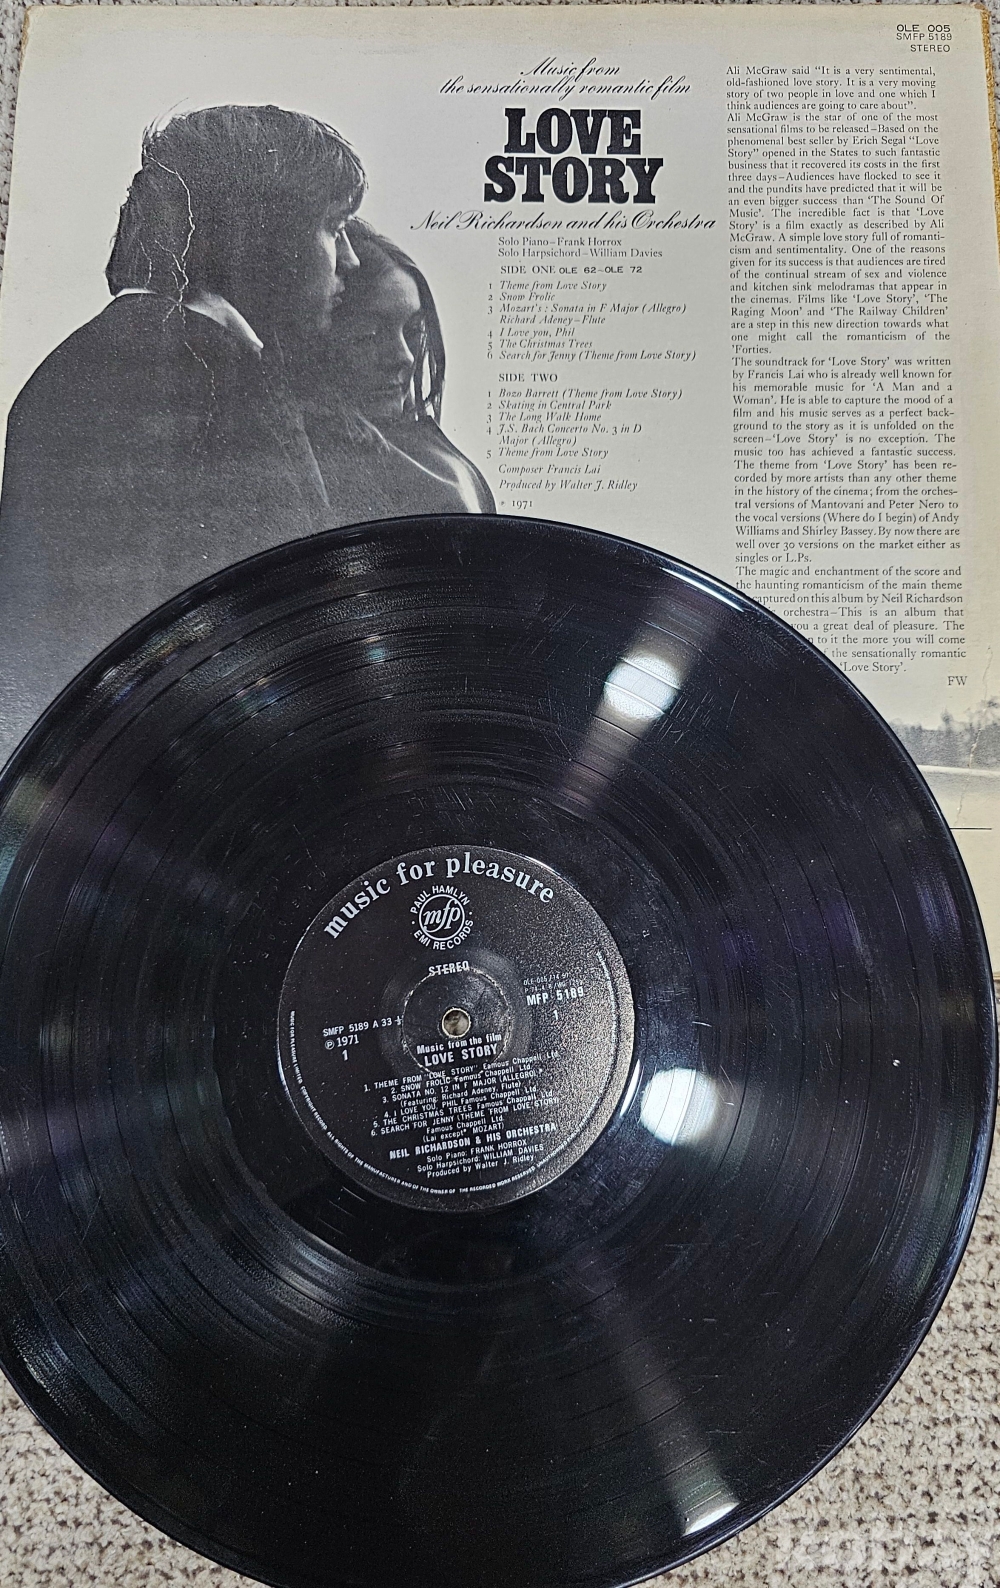 OLE 005
SMFP 5189
STEREO
Music from
the sensationally romantic film
LOVE
STORY
Neil Richardson and his Orchestra
Solo Piano–Frank Horrox
Solo Harpsichord–William Davies
SIDE ONE OLE 62–OLE 72
1 Theme from Love Story
2 Snow Frolic
3 Mozart's : Sonata in F Major (Allegro)
Richard Adeney–Flute
4 I Love you, Phil
5 The Christmas Trees
6 Search for Jenny (Theme from Love Story)
SIDE TWO
1 Bozo Barrett (Theme from Love Story)
2 Skating in Central Park
3 The Long Walk Home
4 J.S. Bach Concerto No. 3 in D
Major (Allegro)
5 Theme from Love Story
Composer Francis Lai
Produced by Walter J. Ridley
℗ 1971
Ali McGraw said "It is a very sentimental,
old-fashioned love story. It is a very moving
story of two people in love and one which I
think audiences are going to care about".
Ali McGraw is the star of one of the most
sensational films to be released–Based on the
phenomenal best seller by Erich Segal "Love
Story" opened in the States to such fantastic
business that it recovered its costs in the first
three days–Audiences have flocked to see it
and the pundits have predicted that it will be
an even bigger success than 'The Sound Of
Music'. The incredible fact is that 'Love
Story' is a film exactly as described by Ali
McGraw. A simple love story full of romanti-
cism and sentimentality. One of the reasons
given for its success is that audiences are tired
of the continual stream of sex and violence
and kitchen sink melodramas that appear in
the cinemas. Films like 'Love Story', 'The
Raging Moon' and 'The Railway Children'
are a step in this new direction towards what
one might call the romanticism of the
'Forties.
The soundtrack for 'Love Story' was written
by Francis Lai who is already well known for
his memorable music for 'A Man and a
Woman'. He is able to capture the mood of a
film and his music serves as a perfect back-
ground to the story as it is unfolded on the
screen–'Love Story' is no exception. The
music too has achieved a fantastic success.
The theme from 'Love Story' has been re-
corded by more artists than any other theme
in the history of the cinema; from the orches-
tral versions of Mantovani and Peter Nero to
the vocal versions (Where do I begin) of Andy
Williams and Shirley Bassey. By now there are
well over 30 versions on the market either as
singles or L.Ps.
The magic and enchantment of the score and
the haunting romanticism of the main theme
captured on this album by Neil Richardson
orchestra–This is an album that
you a great deal of pleasure. The
to it the more you will come
the sensationally romantic
'Love Story'.
FW
music for pleasure
PAUL HAMLYN
mfp
EMI RECORDS
STEREO
MFP 5189
1
SMFP 5189 A 33 ⅓
℗ 1971
1
Music from the film
LOVE STORY
1. THEME FROM "LOVE STORY" Famous Chappell Ltd.
2. SNOW FROLIC Famous Chappell Ltd.
3. SONATA NO. 12 IN F MAJOR (ALLEGRO)*
(Featuring: Richard Adeney, Flute)
4. I LOVE YOU, PHIL Famous Chappell Ltd.
5. THE CHRISTMAS TREES Famous Chappell Ltd.
6. SEARCH FOR JENNY (THEME FROM LOVE STORY)
Famous Chappell Ltd.
(Lai except* MOZART)
NEIL RICHARDSON & HIS ORCHESTRA
Solo Piano: FRANK HORROX
Solo Harpsichord: WILLIAM DAVIES
Produced by Walter J. Ridley
MUSIC FOR PLEASURE LIMITED COPYRIGHT RECORD ALL RIGHTS OF THE MANUFACTURER AND OF THE OWNER OF THE RECORDED WORK RESERVED